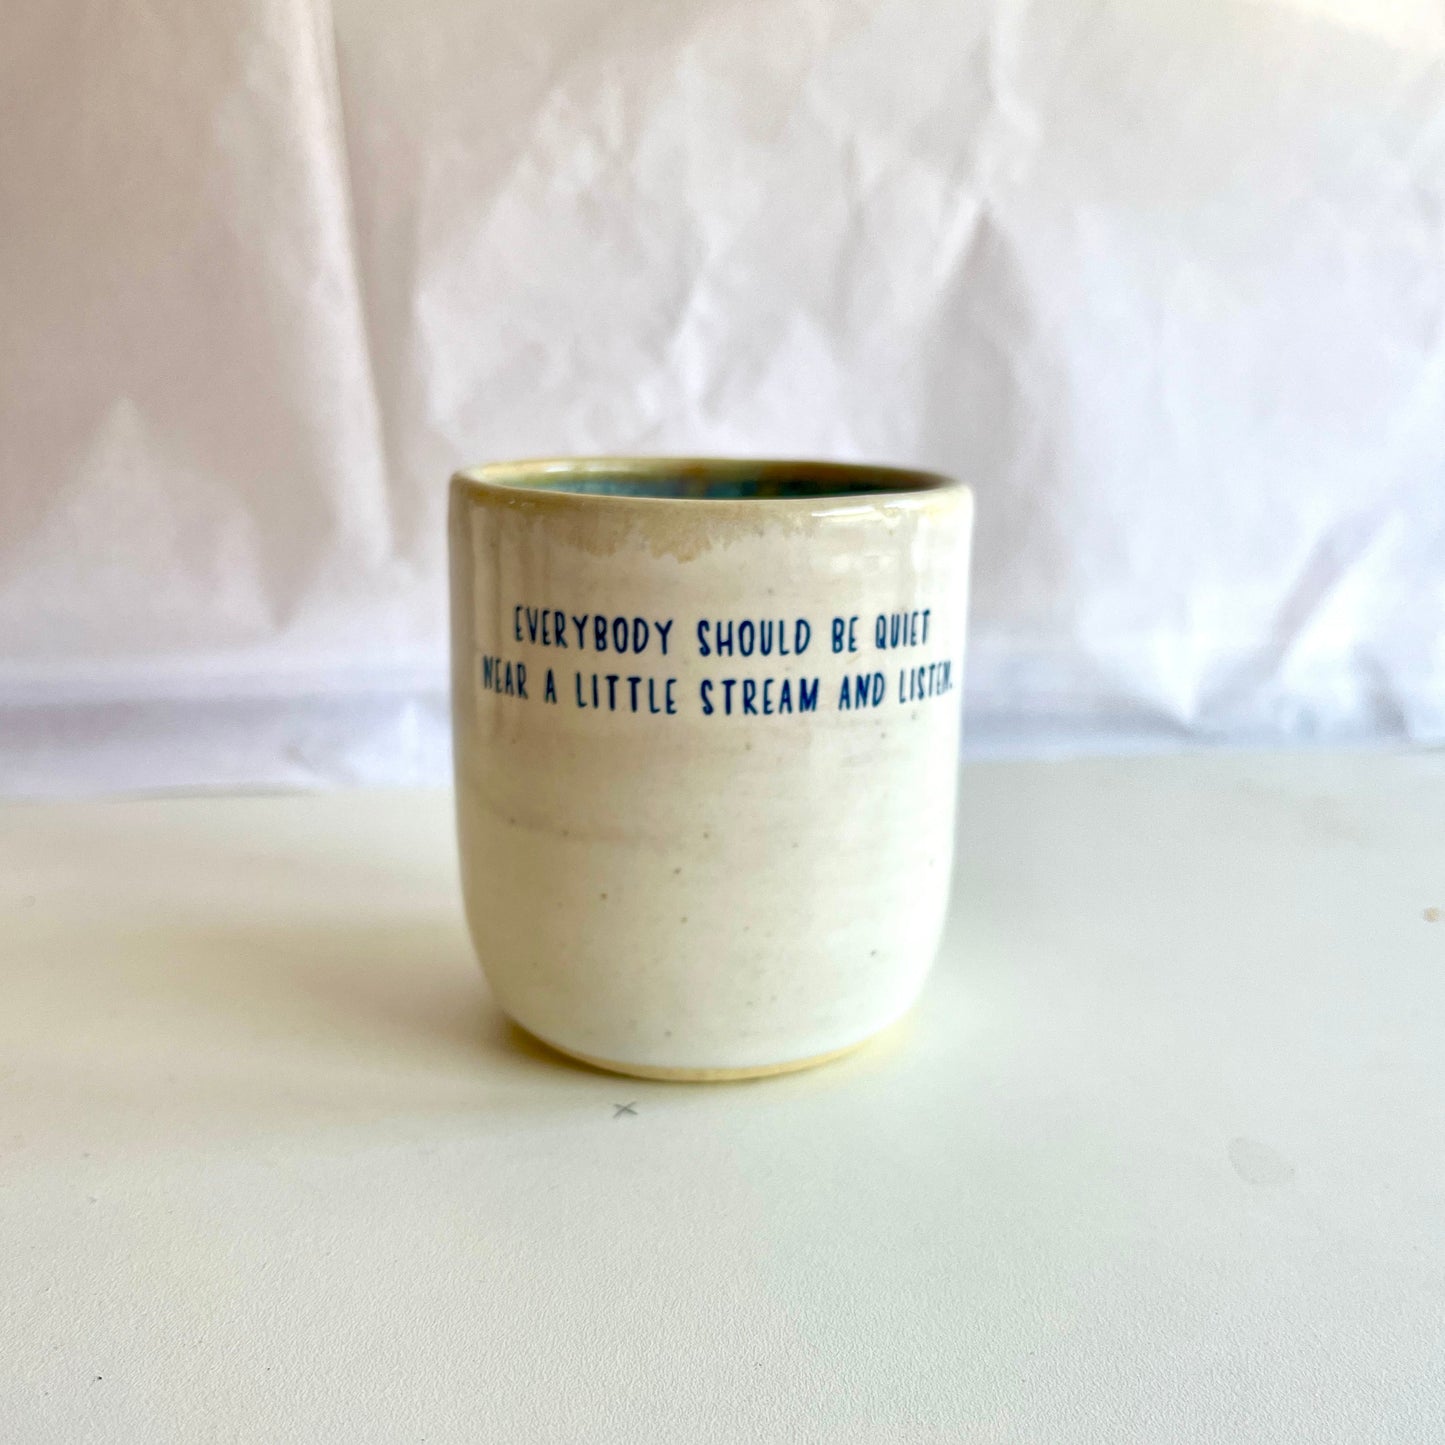 EVERYBODY SHOULD BE QUIET
NEAR A LITTLE STREAM AND LISTEN.